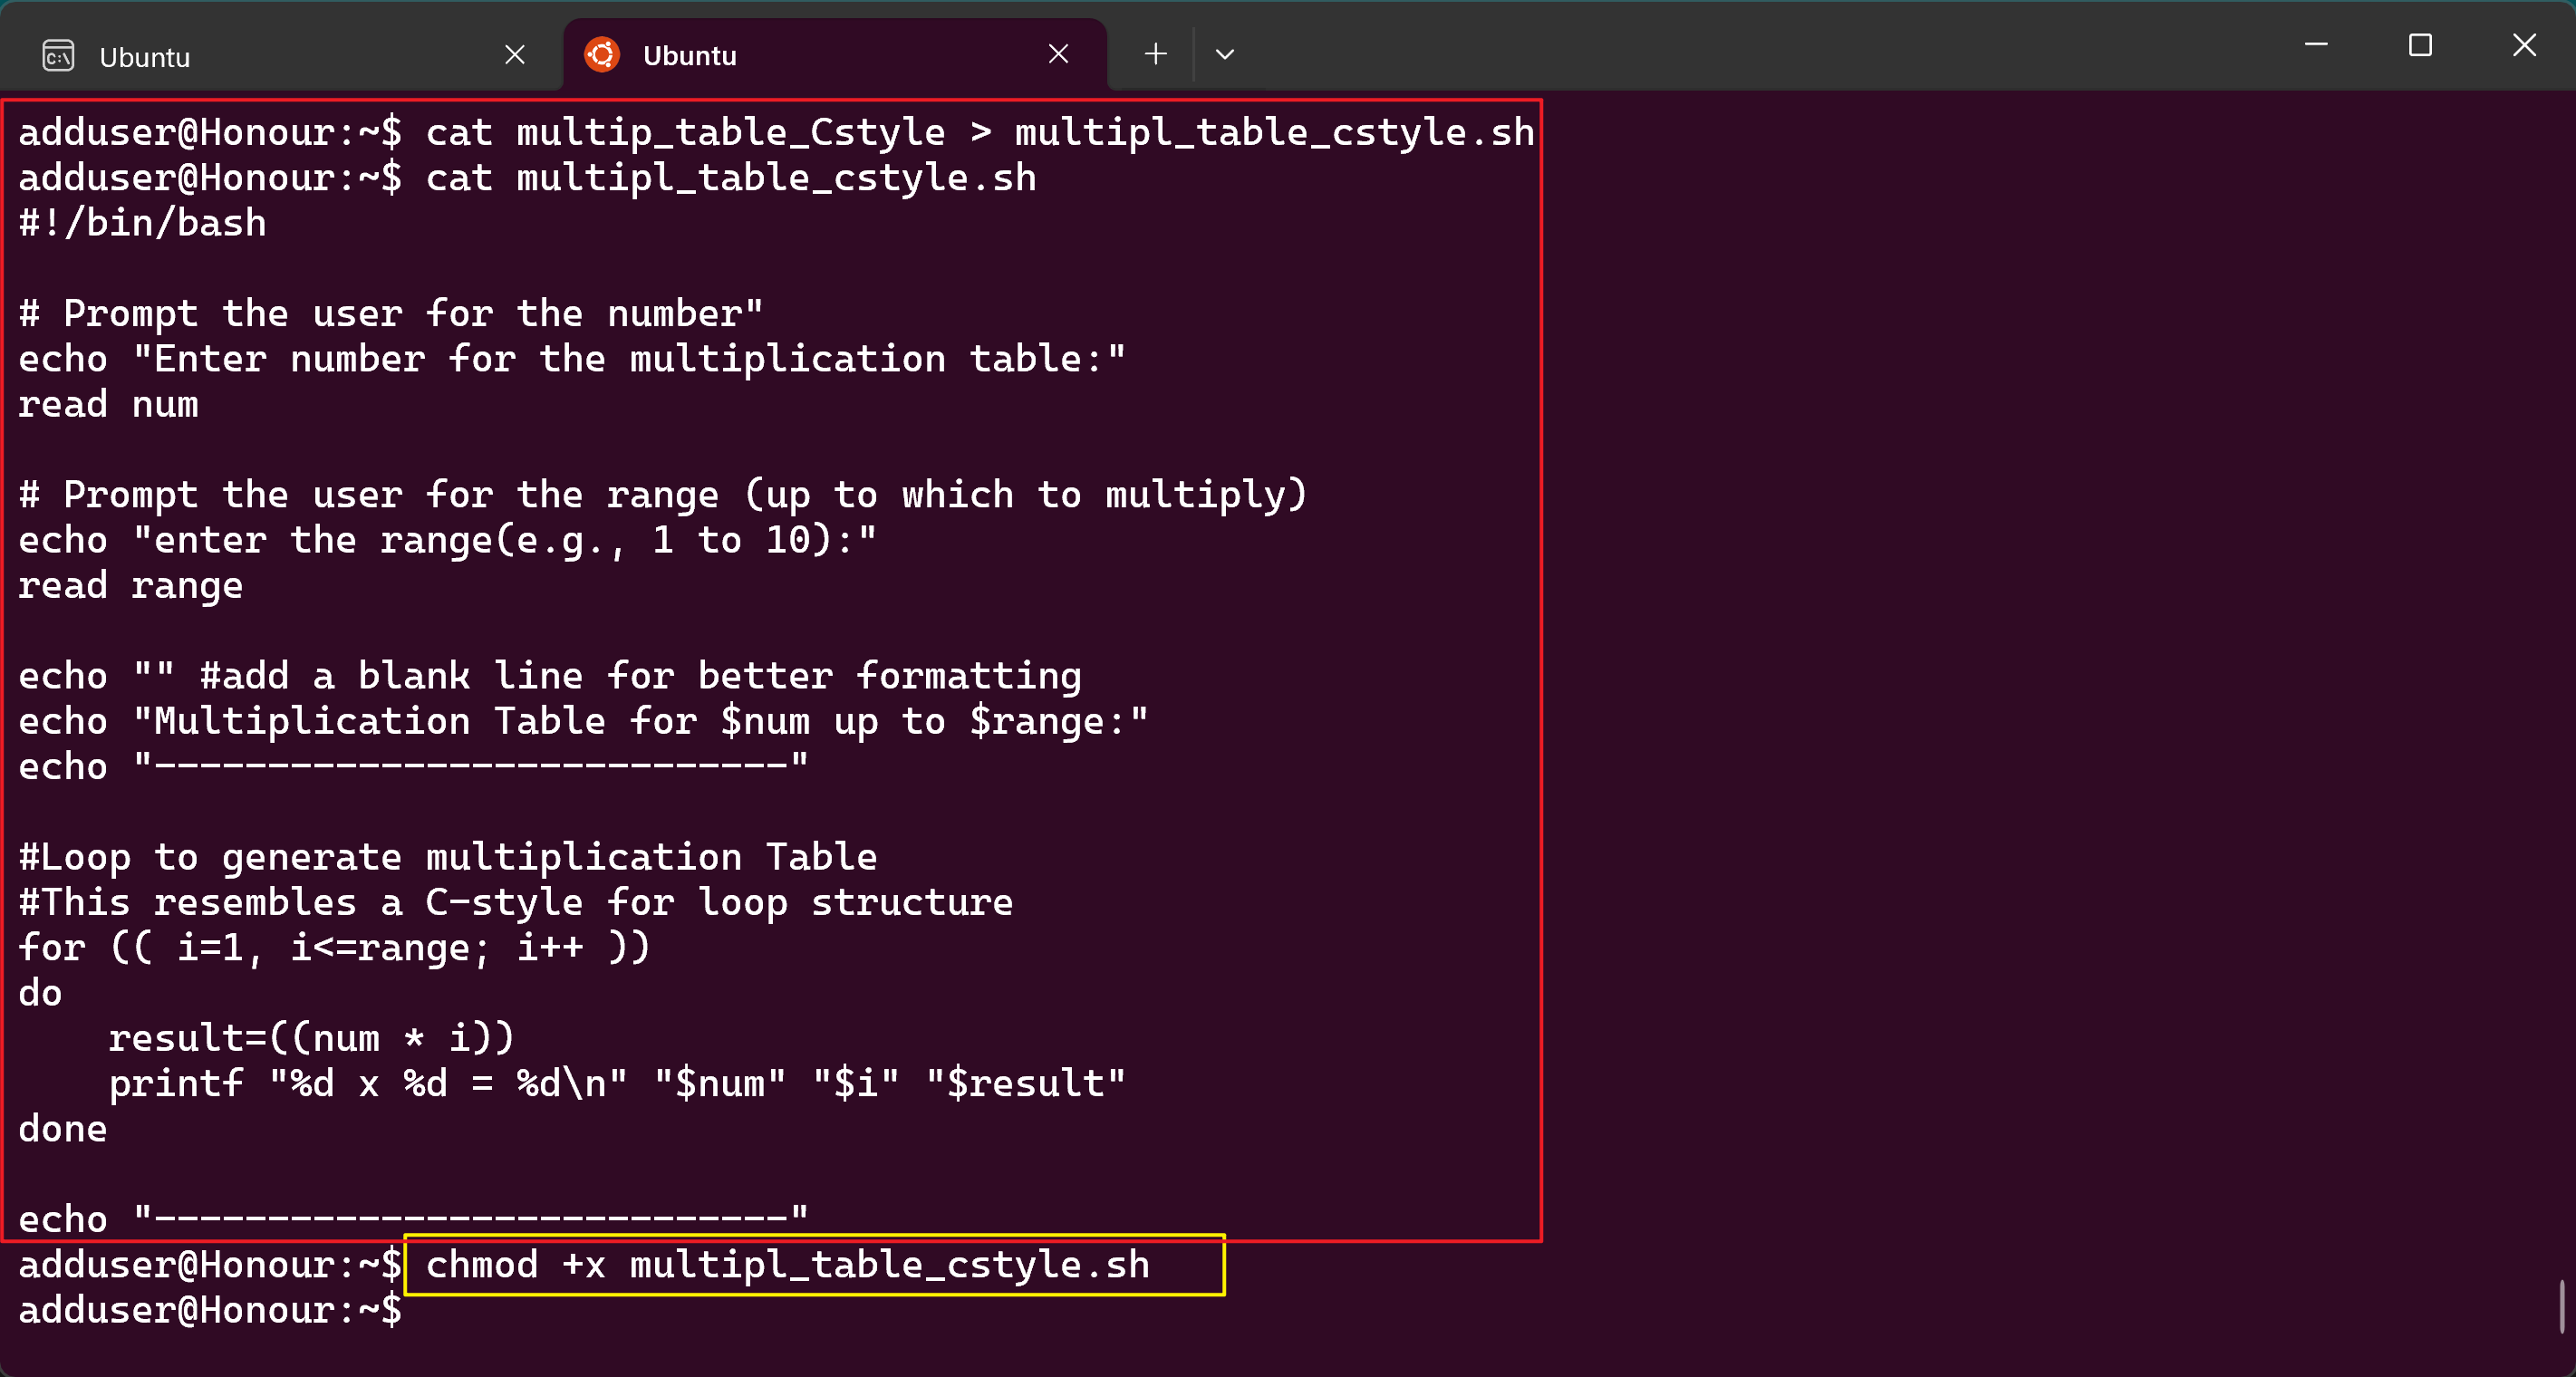 Ubuntu
Ubuntu
adduser@Honour:~$ cat multip_table_Cstyle > multipl_table_cstyle.sh
adduser@Honour:~$ cat multipl_table_cstyle.sh
#!/bin/bash

# Prompt the user for the number"
echo "Enter number for the multiplication table:"
read num

# Prompt the user for the range (up to which to multiply)
echo "enter the range(e.g., 1 to 10):"
read range

echo "" #add a blank line for better formatting
echo "Multiplication Table for $num up to $range:"
echo "----------------------------"

#Loop to generate multiplication Table
#This resembles a C-style for loop structure
for (( i=1, i<=range; i++ ))
do
    result=((num * i))
    printf "%d x %d = %d\n" "$num" "$i" "$result"
done

echo "----------------------------"
adduser@Honour:~$ chmod +x multipl_table_cstyle.sh
adduser@Honour:~$